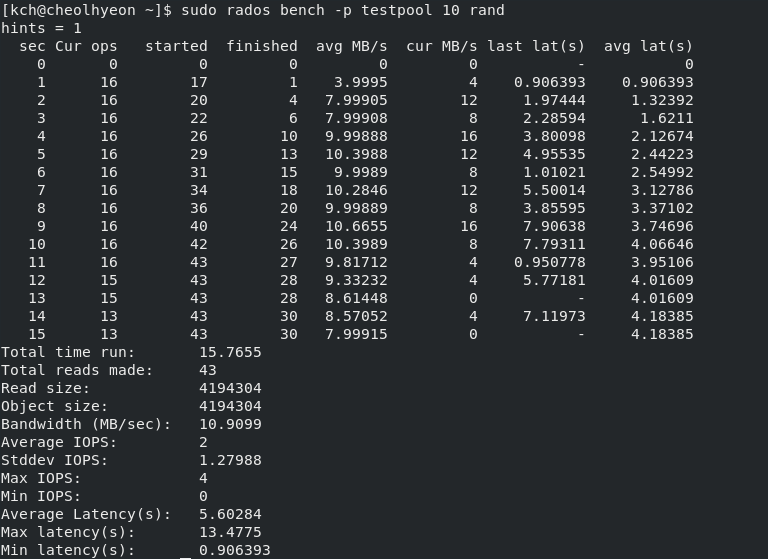 [kch@cheolhyeon ~]$ sudo rados bench -p testpool 10 rand
hints = 1
  sec Cur ops   started  finished  avg MB/s  cur MB/s last lat(s)  avg lat(s)
    0       0         0         0         0         0           -           0
    1      16        17         1    3.9995         4    0.906393    0.906393
    2      16        20         4   7.99905        12     1.97444     1.32392
    3      16        22         6   7.99908         8     2.28594      1.6211
    4      16        26        10   9.99888        16     3.80098     2.12674
    5      16        29        13   10.3988        12     4.95535     2.44223
    6      16        31        15    9.9989         8     1.01021     2.54992
    7      16        34        18   10.2846        12     5.50014     3.12786
    8      16        36        20   9.99889         8     3.85595     3.37102
    9      16        40        24   10.6655        16     7.90638     3.74696
   10      16        42        26   10.3989         8     7.79311     4.06646
   11      16        43        27   9.81712         4    0.950778     3.95106
   12      15        43        28   9.33232         4     5.77181     4.01609
   13      15        43        28   8.61448         0           -     4.01609
   14      13        43        30   8.57052         4     7.11973     4.18385
   15      13        43        30   7.99915         0           -     4.18385
Total time run:       15.7655
Total reads made:     43
Read size:            4194304
Object size:          4194304
Bandwidth (MB/sec):   10.9099
Average IOPS:         2
Stddev IOPS:          1.27988
Max IOPS:             4
Min IOPS:             0
Average Latency(s):   5.60284
Max latency(s):       13.4775
Min latency(s):       0.906393